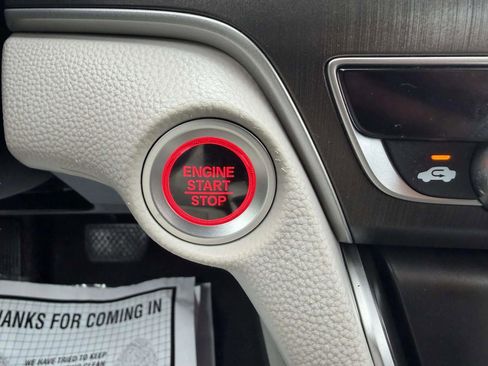 ENGINE
START
STOP
HANKS FOR COMING IN
WE HAVE TRIED TO KEEP